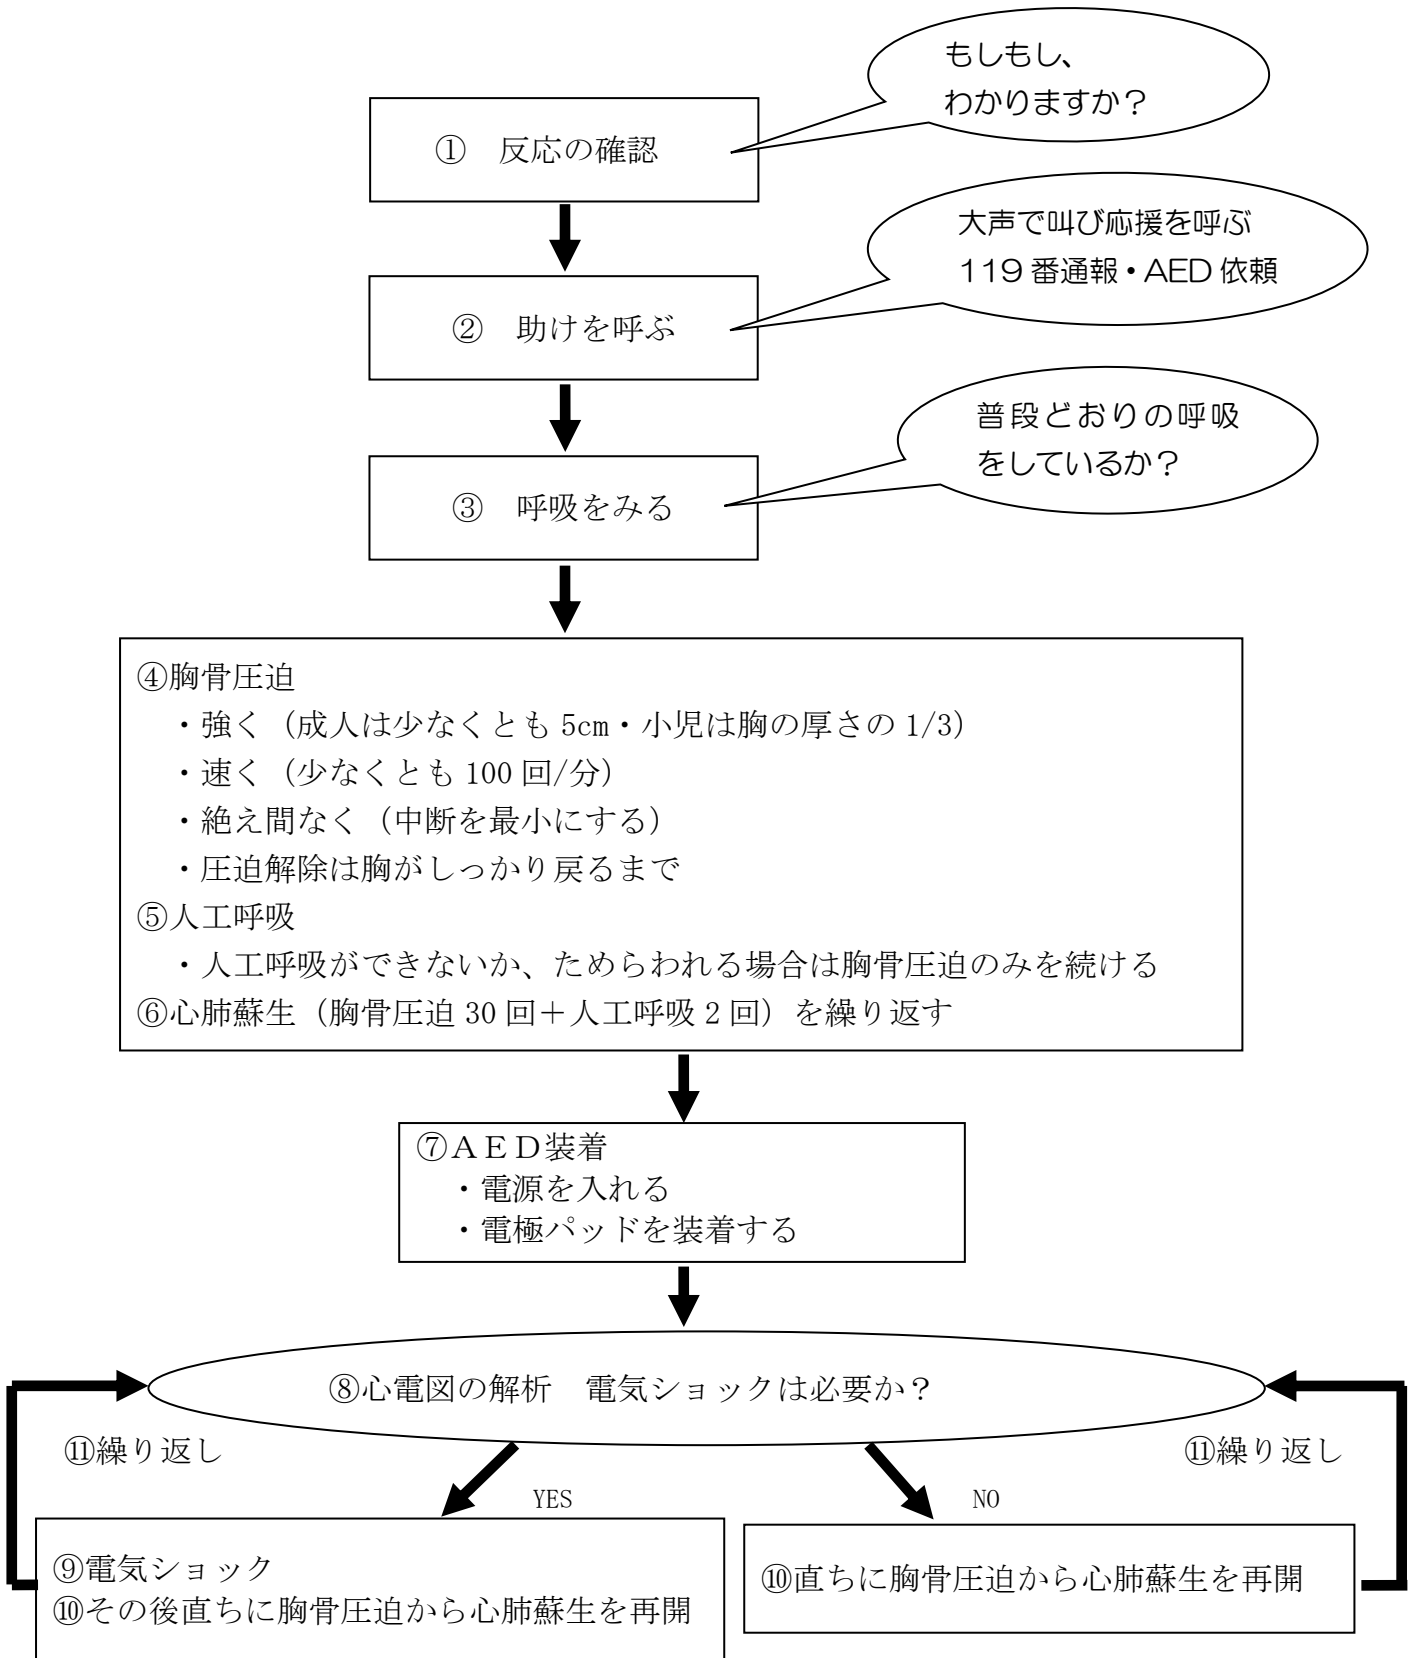 もしもし、
わかりますか？
①　反応の確認
大声で叫び応援を呼ぶ
119番通報・AED依頼
②　助けを呼ぶ
普段どおりの呼吸
をしているか？
③　呼吸をみる
④胸骨圧迫
・強く（成人は少なくとも5cm・小児は胸の厚さの1/3）
・速く（少なくとも100回/分）
・絶え間なく（中断を最小にする）
・圧迫解除は胸がしっかり戻るまで
⑤人工呼吸
・人工呼吸ができないか、ためらわれる場合は胸骨圧迫のみを続ける
⑥心肺蘇生（胸骨圧迫30回＋人工呼吸2回）を繰り返す
⑦ＡＥＤ装着
・電源を入れる
・電極パッドを装着する
⑧心電図の解析　電気ショックは必要か？
⑪繰り返し
⑪繰り返し
YES
NO
⑨電気ショック
⑩その後直ちに胸骨圧迫から心肺蘇生を再開
⑩直ちに胸骨圧迫から心肺蘇生を再開